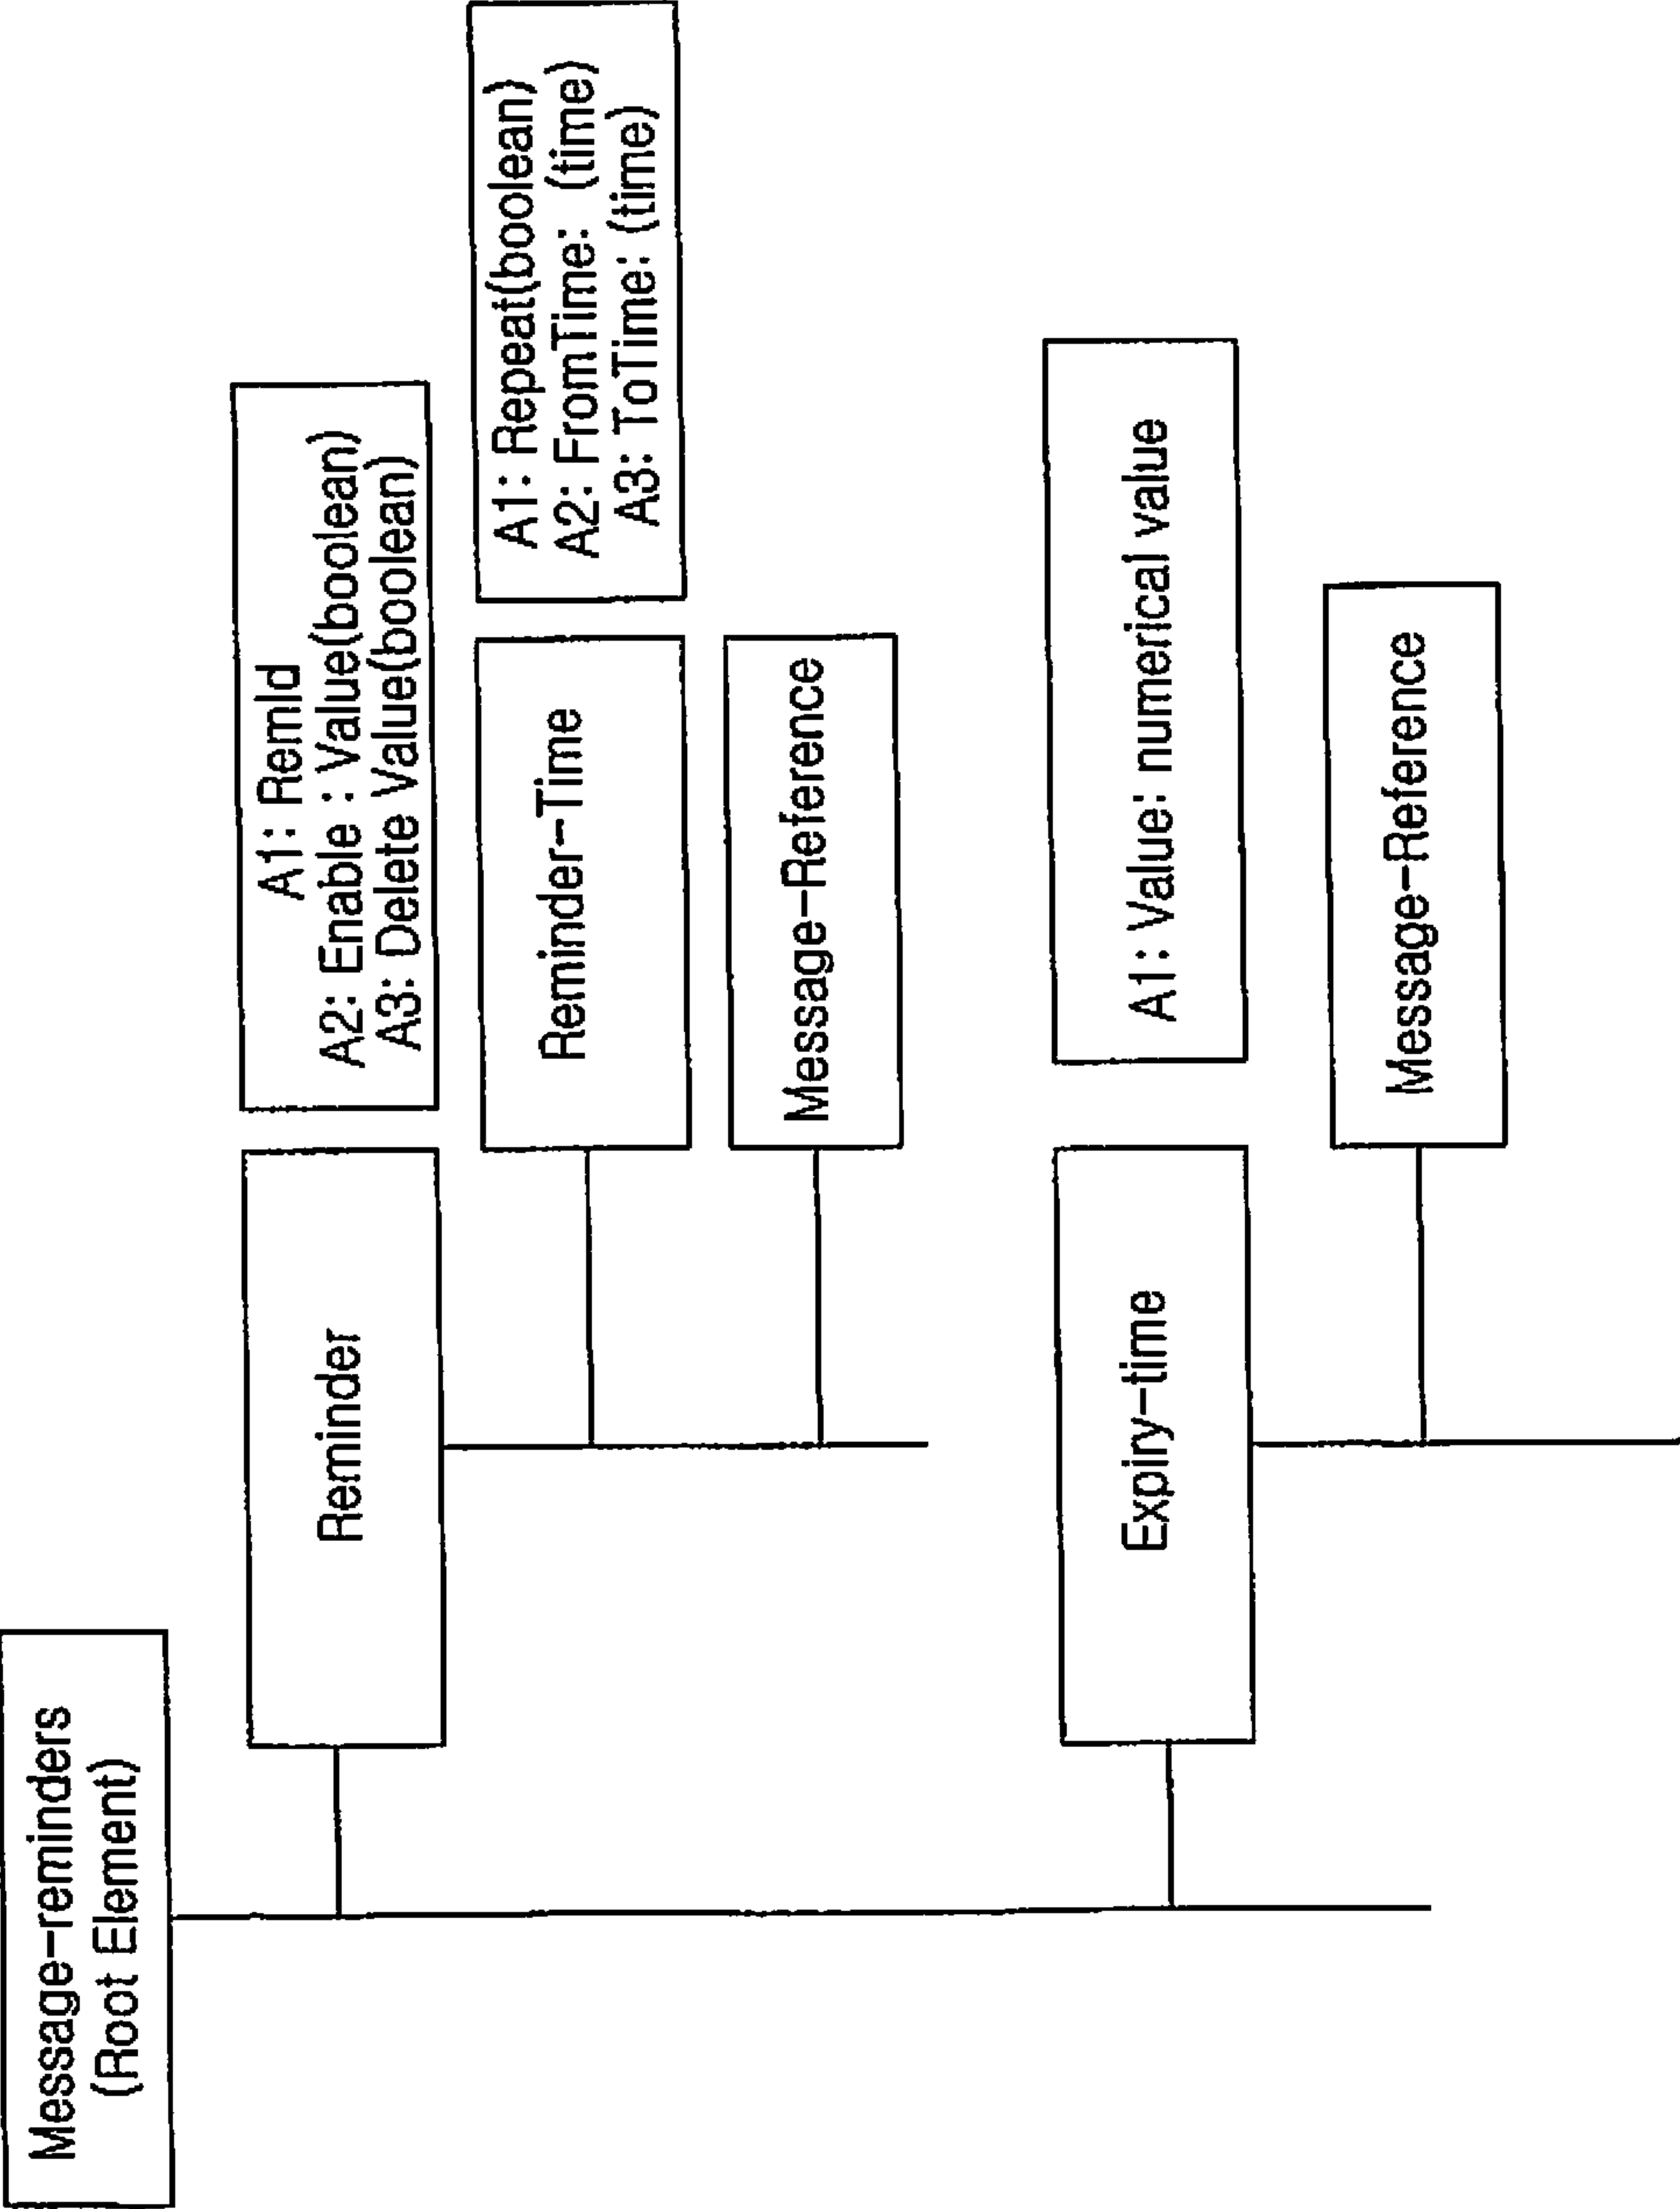 Message-reminders
(Root Element)
Reminder
A1: RemId
A2: Enable : Value(boolean)
A3: Delete Value(boolean)
Reminder-Time
A1: Repeat(boolean)
A2: FromTime: (time)
A3: ToTime: (time)
Message-Reference
Expiry-time
A1: Value: numerical value
Message-Reference